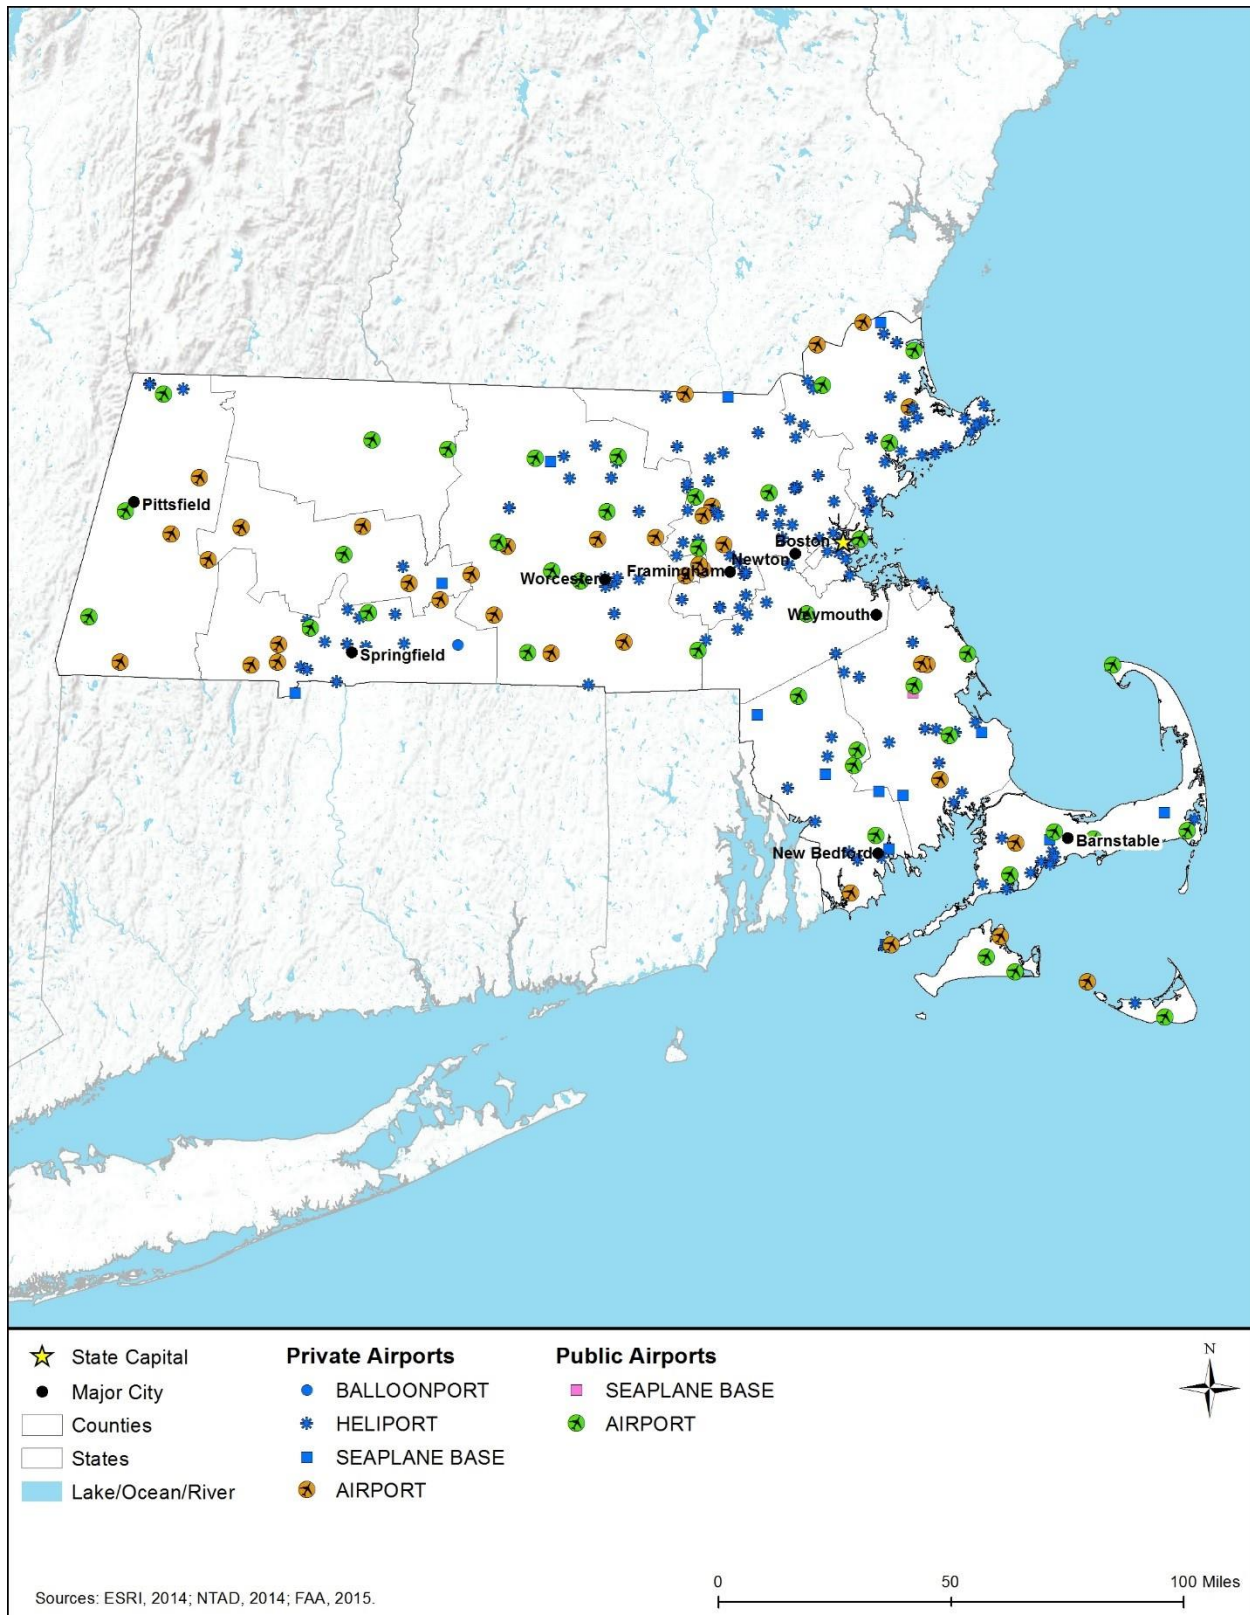 Pittsfield
Boston
Newton
Framingham
Worcester
Weymouth
Springfield
Barnstable
New Bedford
State Capital
Major City
Counties
States
Lake/Ocean/River
Private Airports
BALLOONPORT
HELIPORT
SEAPLANE BASE
AIRPORT
Public Airports
SEAPLANE BASE
AIRPORT
N
0 50 100 Miles
Sources: ESRI, 2014; NTAD, 2014; FAA, 2015.